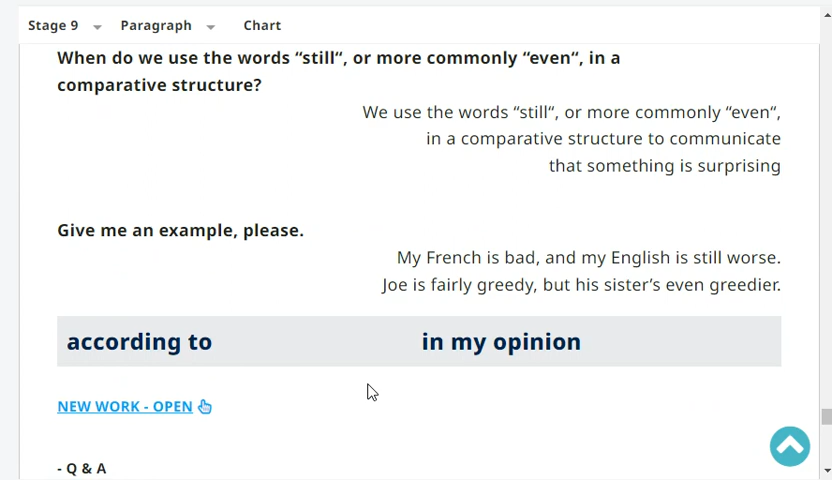 Stage 9 Paragraph Chart
When do we use the words “still“, or more commonly “even“, in a
comparative structure?
We use the words “still“, or more commonly “even“,
in a comparative structure to communicate
that something is surprising
Give me an example, please.
My French is bad, and my English is still worse.
Joe is fairly greedy, but his sister’s even greedier.
according to in my opinion
NEW WORK - OPEN
- Q & A